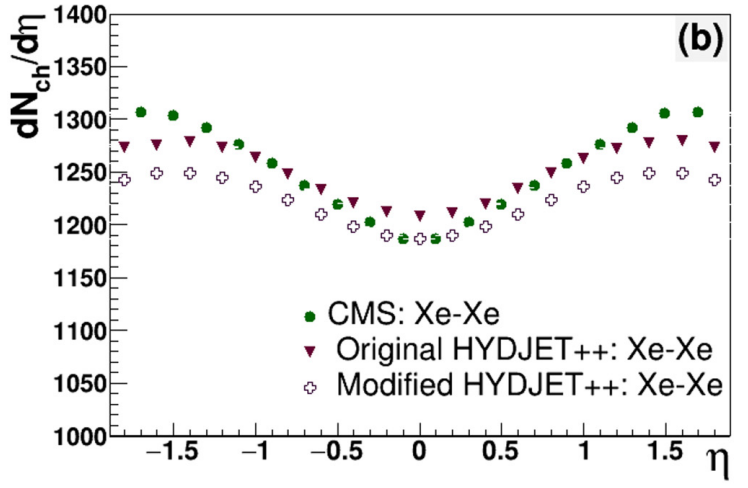 (b)
dN_ch/dη
1400
1350
1300
1250
1200
1150
1100
1050
1000
CMS: Xe-Xe
Original HYDJET++: Xe-Xe
Modified HYDJET++: Xe-Xe
−1.5 −1 −0.5 0 0.5 1 1.5 η